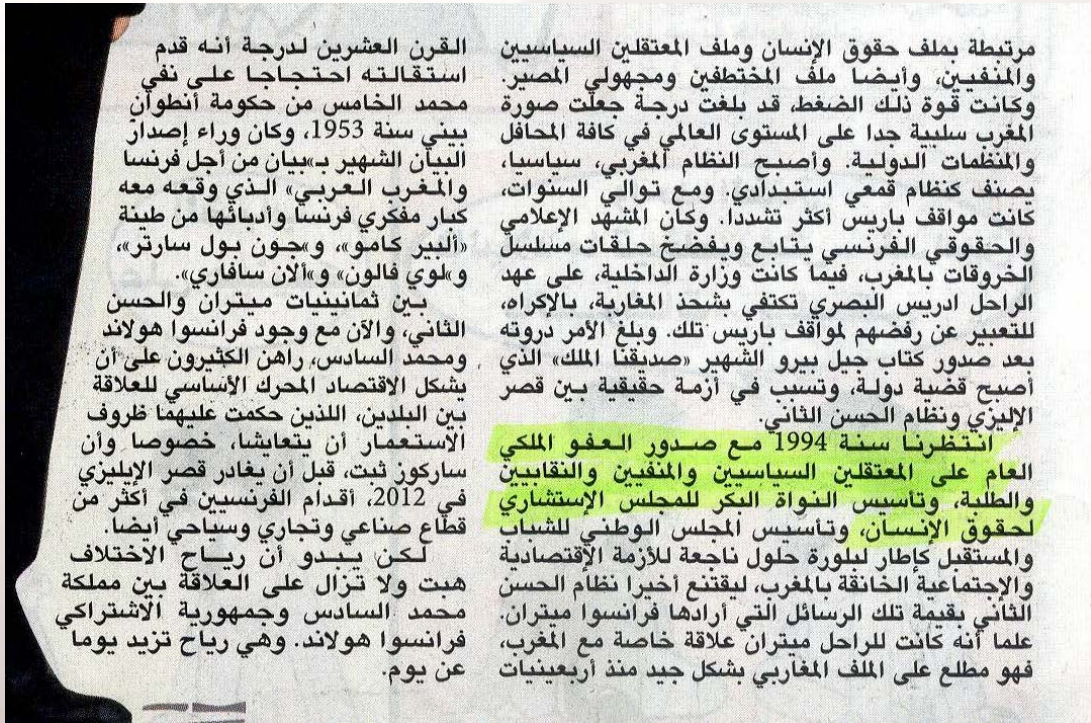 مرتبطة بملف حقوق الإنسان وملف المعتقلين السياسيين
والمنفيين، وأيضا ملف المختطفين ومجهولي المصير.
وكانت قوة ذلك الضغط، قد بلغت درجة جعلت صورة
المغرب سلبية جدا على المستوى العالمي في كافة المحافل
والمنظمات الدولية. وأصبح النظام المغربي، سياسيا،
يصنف كنظام قمعي استبدادي. ومع توالي السنوات،
كانت مواقف باريس أكثر تشددا. وكان المشهد الإعلامي
والحقوقي الفرنسي يتابع ويفضح حلقات مسلسل
الخروقات بالمغرب، فيما كانت وزارة الداخلية، على عهد
الراحل ادريس البصري تكتفي بشحذ المغاربة، بالإكراه،
للتعبير عن رفضهم لمواقف باريس تلك. وبلغ الأمر دروته
بعد صدور كتاب جيل بيرو الشهير «صديقنا الملك» الذي
أصبح قضية دولة، وتسبب في أزمة حقيقية بين قصر
الإليزي ونظام الحسن الثاني.
انتظرنا سنة 1994 مع صدور العفو الملكي
العام على المعتقلين السياسيين والمنفيين والنقابيين
والطلبة، وتأسيس النواة البكر للمجلس الإستشاري
لحقوق الإنسان، وتأسيس المجلس الوطني للشباب
والمستقبل كإطار لبلورة حلول ناجعة للأزمة الإقتصادية
والإجتماعية الخانقة بالمغرب، ليقتنع أخيرا نظام الحسن
الثاني بقيمة تلك الرسائل التي أرادها فرانسوا ميتران.
علما أنه كانت للراحل ميتران علاقة خاصة مع المغرب،
فهو مطلع على الملف المغاربي بشكل جيد منذ أربعينيات
القرن العشرين لدرجة أنه قدم
استقالته احتجاجا على نفي
محمد الخامس من حكومة أنطوان
بيني سنة 1953، وكان وراء إصدار
البيان الشهير بـ»بيان من أجل فرنسا
والمغرب العربي» الذي وقعه معه
كبار مفكري فرنسا وأدبائها من طينة
«ألبير كامو»، و»جون بول سارتر»،
و»لوي فالون» و»ألان سافاري».
بين ثمانينيات ميتران والحسن
الثاني، والآن مع وجود فرانسوا هولاند
ومحمد السادس، راهن الكثيرون على أن
يشكل الاقتصاد المحرك الأساسي للعلاقة
بين البلدين، اللذين حكمت عليهما ظروف
الاستعمار أن يتعايشا، خصوصا وأن
ساركوز ثبت، قبل أن يغادر قصر الإيليزي
في 2012، أقدام الفرنسيين في أكثر من
قطاع صناعي وتجاري وسياحي أيضا.
لكن يبدو أن رياح الاختلاف
هبت ولا تزال على العلاقة بين مملكة
محمد السادس وجمهورية الاشتراكي
فرانسوا هولاند. وهي رياح تزيد يوما
عن يوم.